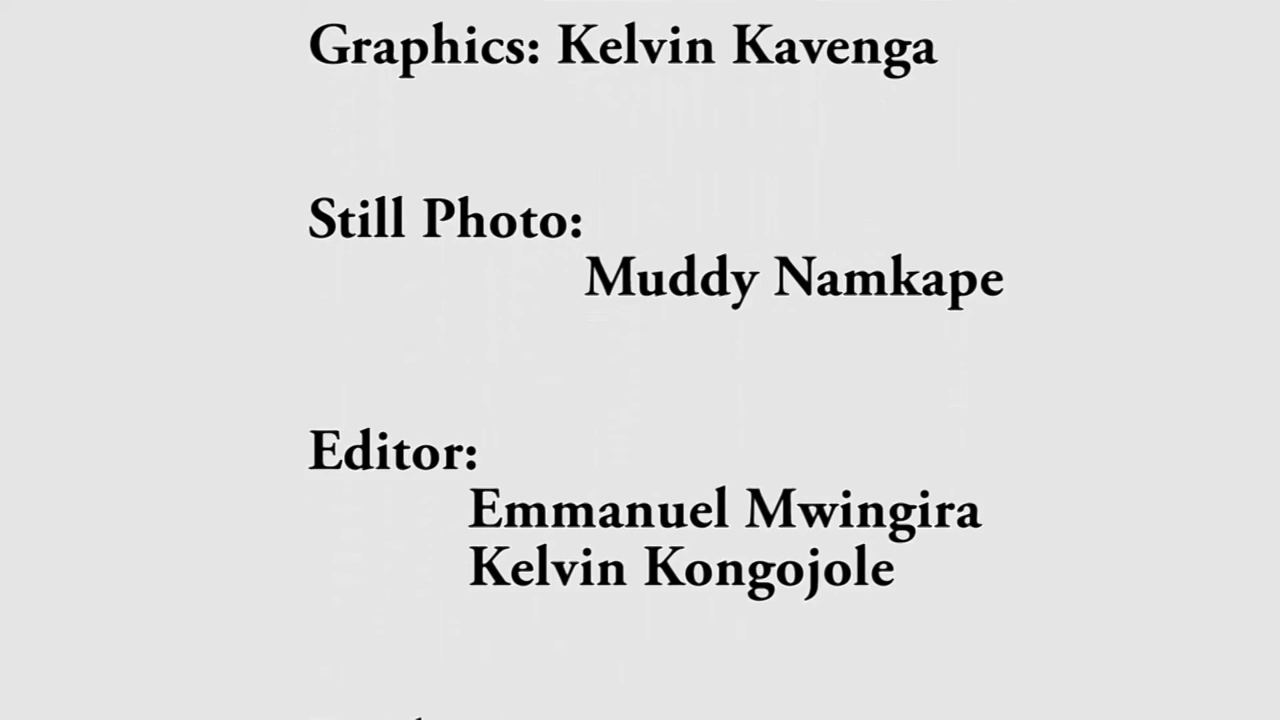 Graphics: Kelvin Kavenga
Still Photo:
Muddy Namkape
Editor:
Emmanuel Mwingira
Kelvin Kongojole